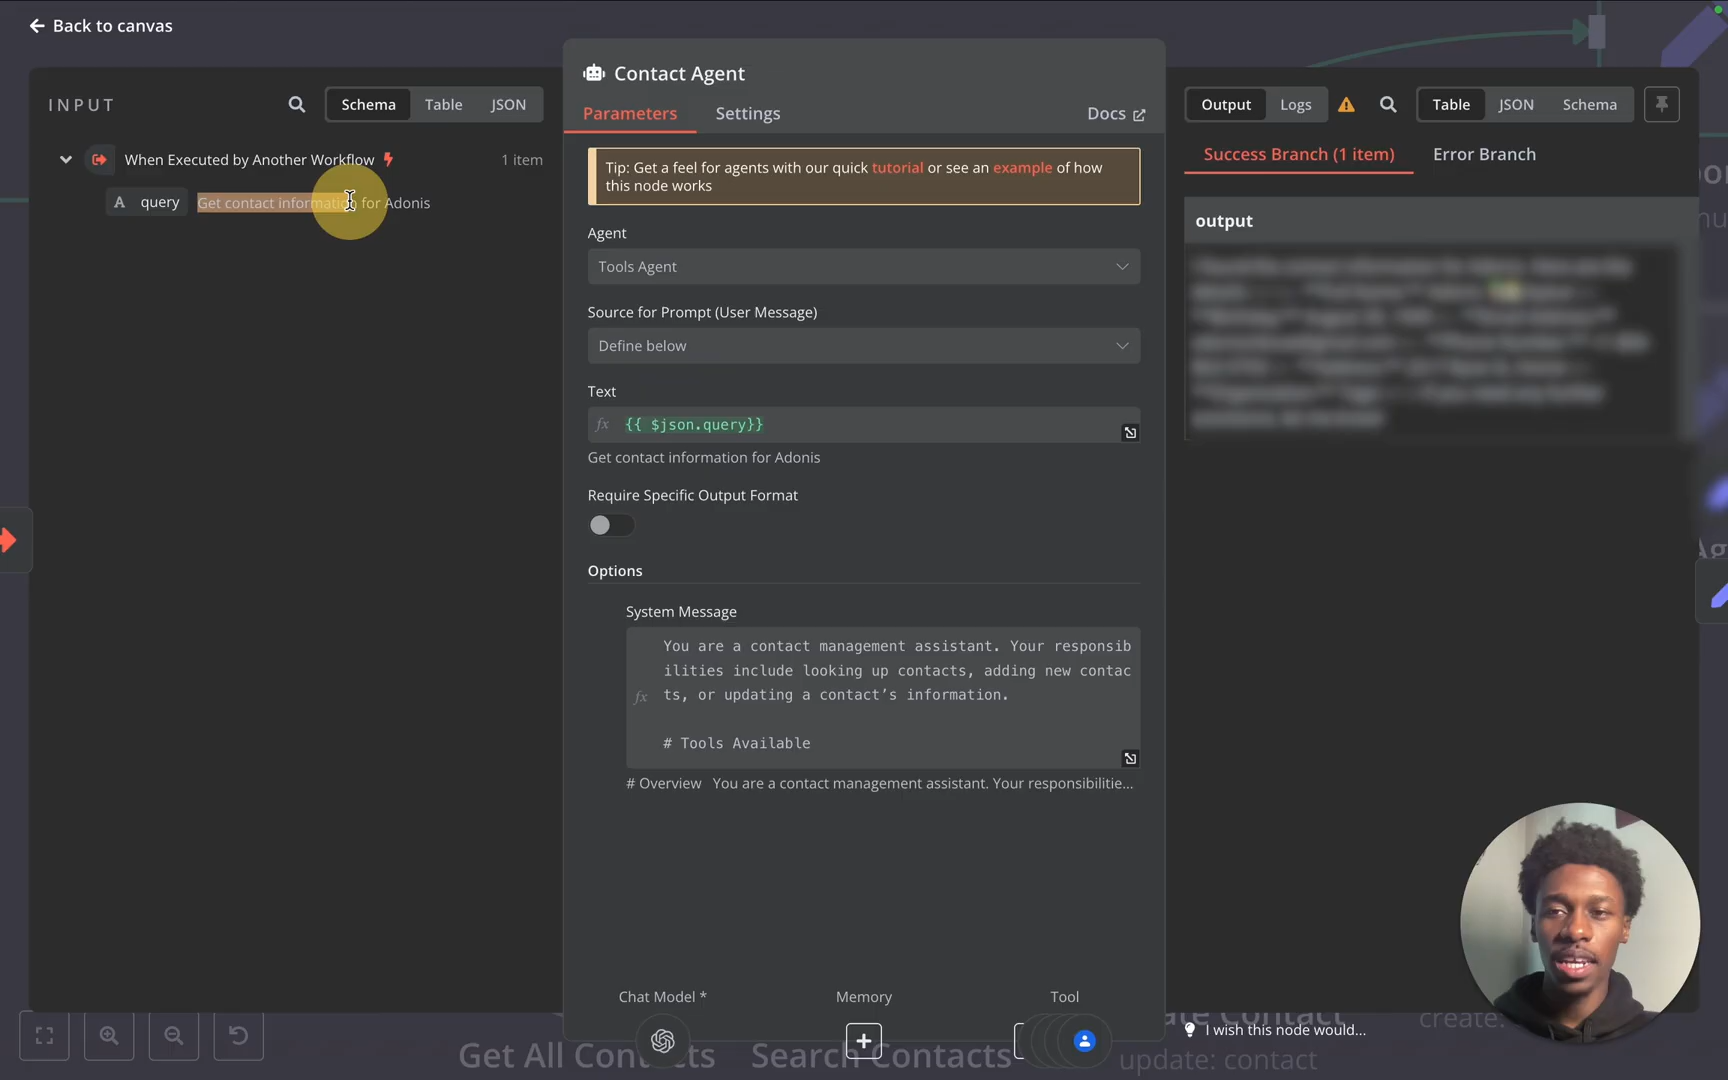 Back to canvas
INPUT
Schema
Table
JSON
When Executed by Another Workflow
1 item
A query Get contact information for Adonis
Contact Agent
Parameters
Settings
Docs
Tip: Get a feel for agents with our quick tutorial or see an example of how
this node works
Agent
Tools Agent
Source for Prompt (User Message)
Define below
Text
fx {{ $json.query}}
Get contact information for Adonis
Require Specific Output Format
Options
System Message
You are a contact management assistant. Your responsib
ilities include looking up contacts, adding new contac
fx ts, or updating a contact’s information.
# Tools Available
# Overview You are a contact management assistant. Your responsibilitie...
Chat Model *
Memory
Tool
Output
Logs
Table
JSON
Schema
Success Branch (1 item)
Error Branch
output
I wish this node would...
Get All Contacts
Search Contacts
create:
update: contact